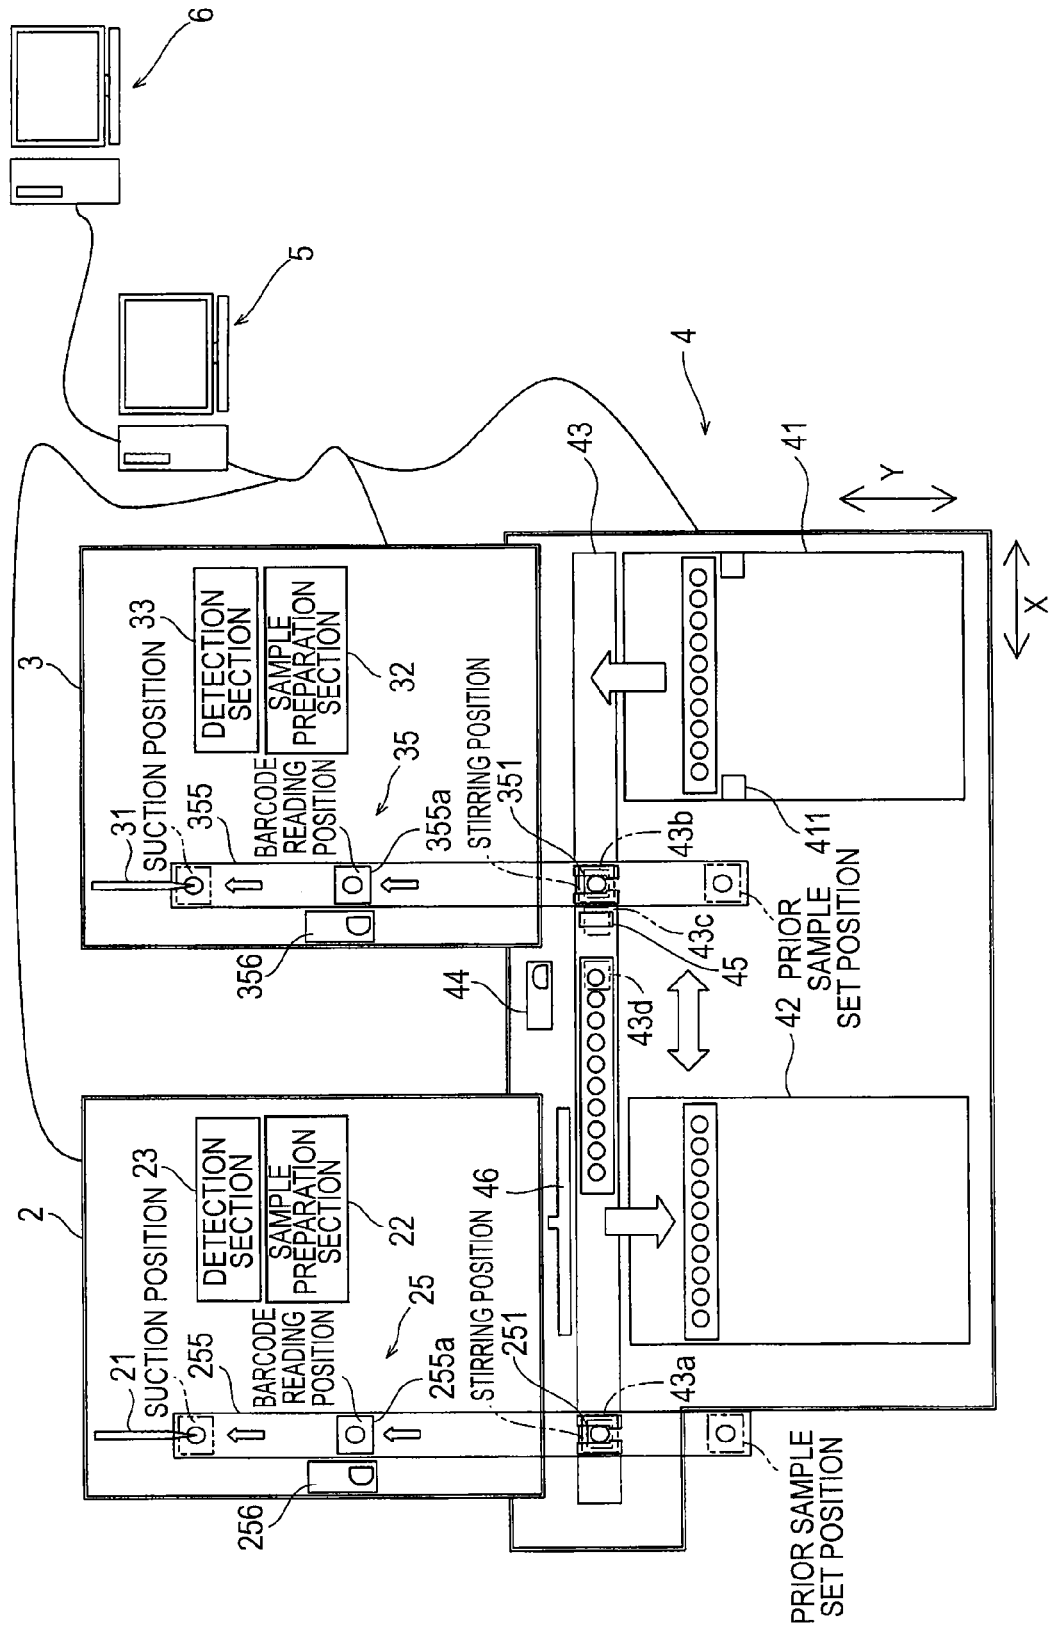 6
5
4
3
33
SUCTION POSITION
31
355
DETECTION
SECTION
SAMPLE
PREPARATION
SECTION
32
BARCODE
READING
POSITION
35
355a
STIRRING POSITION
351
43b
43
41
411
Y
X
356
44
43c
45
43d
PRIOR
SAMPLE
SET POSITION
42
2
23
SUCTION POSITION
21
255
DETECTION
SECTION
SAMPLE
PREPARATION
SECTION
22
BARCODE
READING
POSITION
25
255a
STIRRING POSITION
251
43a
46
256
PRIOR SAMPLE
SET POSITION